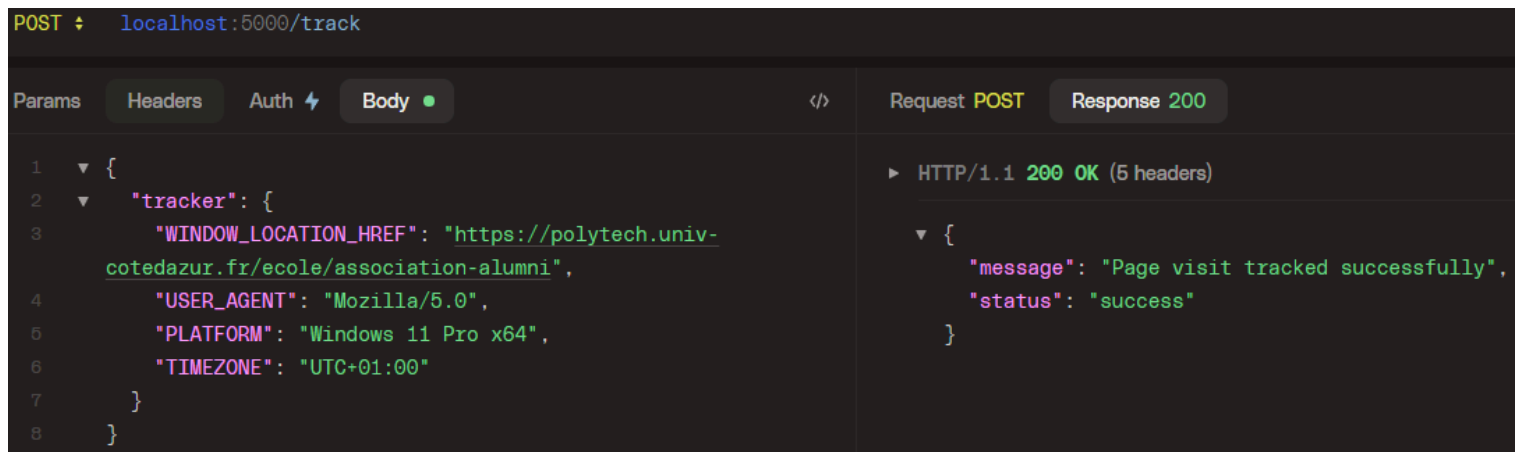 POST localhost:5000/track
Params Headers Auth Body </> Request POST Response 200
1 ▼ {
2 ▼ "tracker": {
3 "WINDOW_LOCATION_HREF": "https://polytech.univ-
cotedazur.fr/ecole/association-alumni",
4 "USER_AGENT": "Mozilla/5.0",
5 "PLATFORM": "Windows 11 Pro x64",
6 "TIMEZONE": "UTC+01:00"
7 }
8 }
▶ HTTP/1.1 200 OK (5 headers)
▼ {
"message": "Page visit tracked successfully",
"status": "success"
}